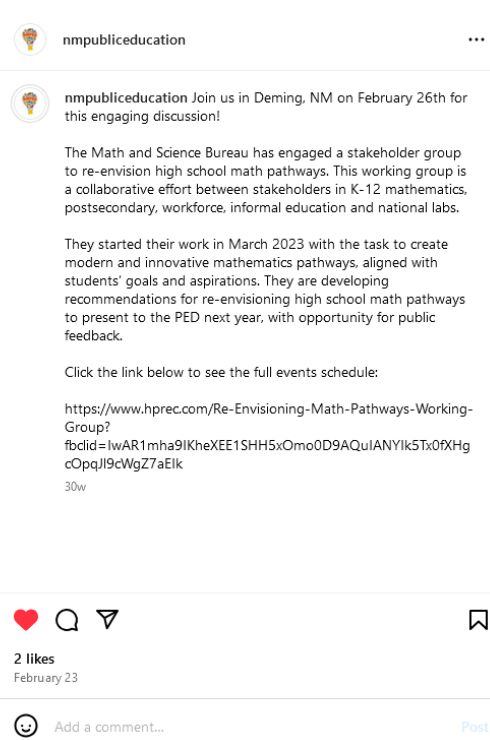 nmpubliceducation
nmpubliceducation Join us in Deming, NM on February 26th for
this engaging discussion!
The Math and Science Bureau has engaged a stakeholder group
to re-envision high school math pathways. This working group is
a collaborative effort between stakeholders in K-12 mathematics,
postsecondary, workforce, informal education and national labs.
They started their work in March 2023 with the task to create
modern and innovative mathematics pathways, aligned with
students' goals and aspirations. They are developing
recommendations for re-envisioning high school math pathways
to present to the PED next year, with opportunity for public
feedback.
Click the link below to see the full events schedule:
https://www.hprec.com/Re-Envisioning-Math-Pathways-Working-
Group?
fbclid=IwAR1mha9IKheXEE1SHH5xOmo0D9AQuIANYIk5Tx0fXHg
cOpqJI9cWgZ7aEIk
30w
2 likes
February 23
Add a comment...
Post